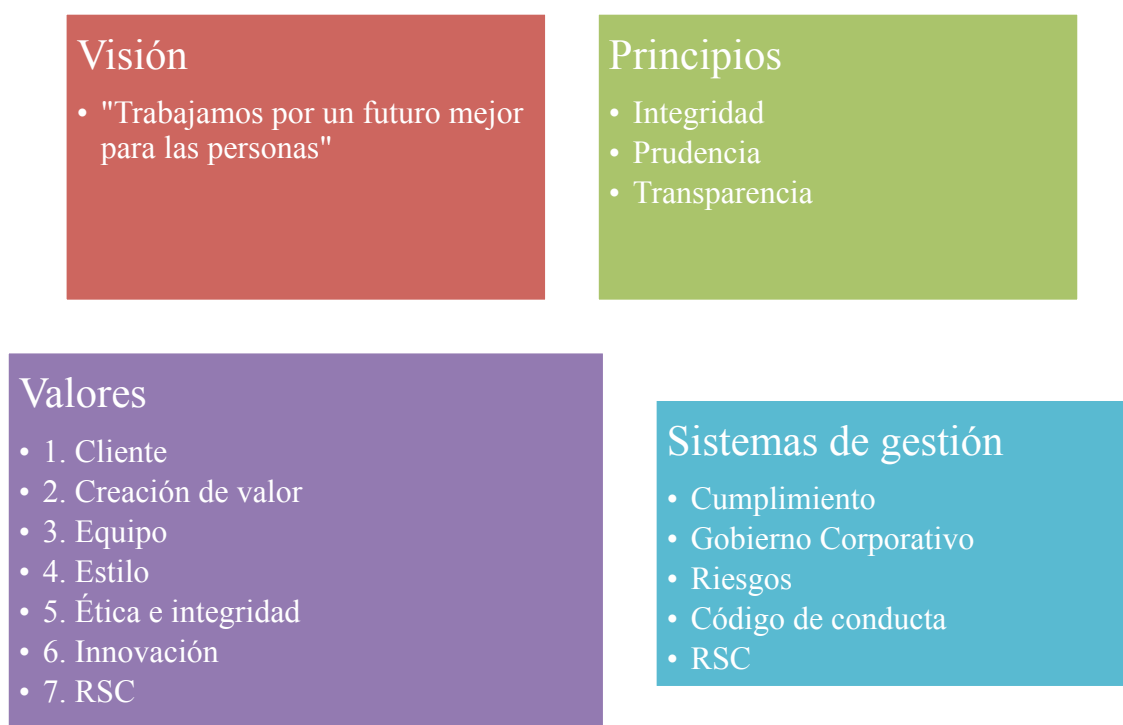 Visión
• "Trabajamos por un futuro mejor
para las personas"
Principios
• Integridad
• Prudencia
• Transparencia
Valores
• 1. Cliente
• 2. Creación de valor
• 3. Equipo
• 4. Estilo
• 5. Ética e integridad
• 6. Innovación
• 7. RSC
Sistemas de gestión
• Cumplimiento
• Gobierno Corporativo
• Riesgos
• Código de conducta
• RSC